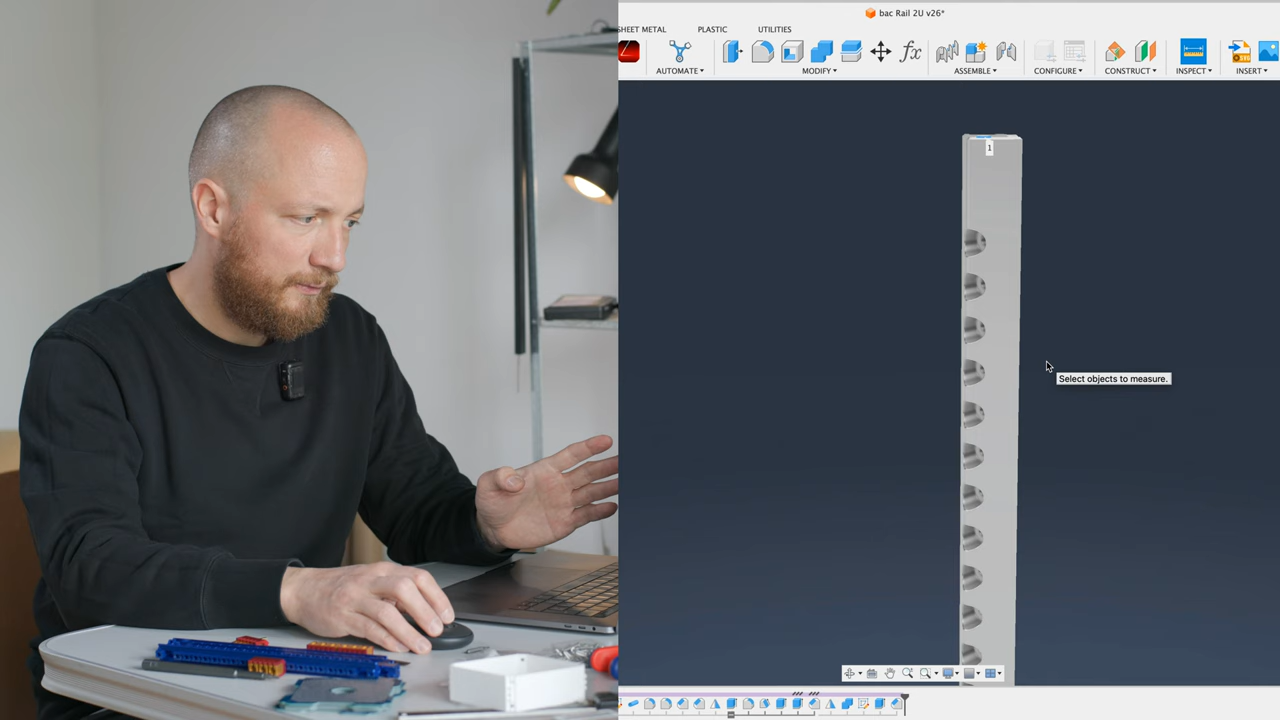 bac Rail 2U v26*
SHEET METAL PLASTIC UTILITIES
AUTOMATE MODIFY ASSEMBLE CONFIGURE CONSTRUCT INSPECT INSERT
fx
1
Select objects to measure.